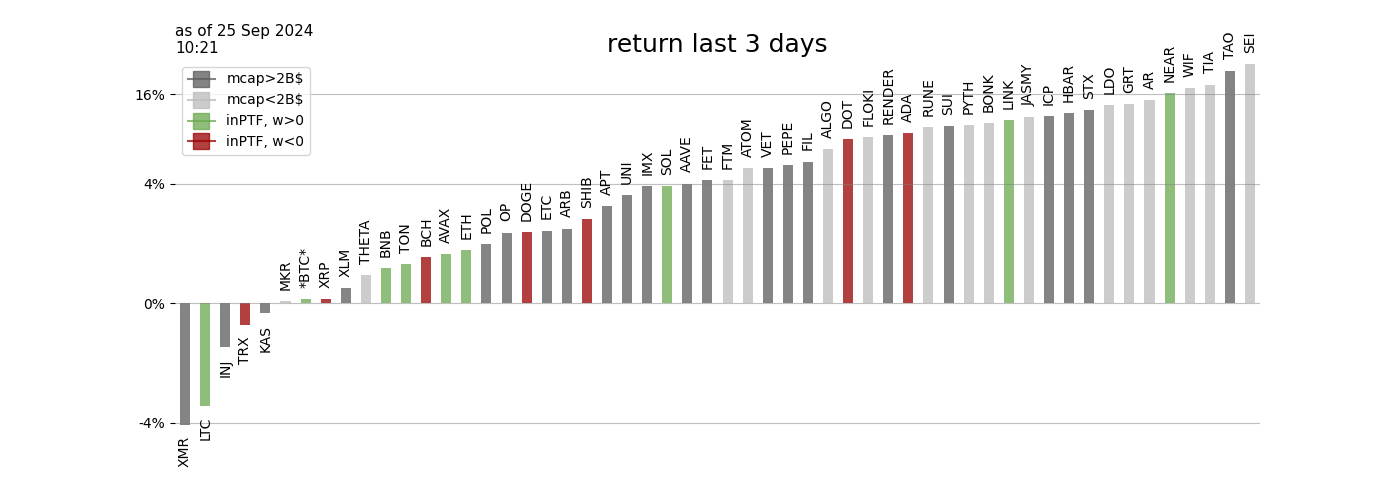 as of 25 Sep 2024
10:21
return last 3 days
mcap>2B$
mcap<2B$
inPTF, w>0
inPTF, w<0
16%
4%
0%
-4%
XMR
LTC
INJ
TRX
KAS
MKR
*BTC*
XRP
XLM
THETA
BNB
TON
BCH
AVAX
ETH
POL
OP
DOGE
ETC
ARB
SHIB
APT
UNI
IMX
SOL
AAVE
FET
FTM
ATOM
VET
PEPE
FIL
ALGO
DOT
FLOKI
RENDER
ADA
RUNE
SUI
PYTH
BONK
LINK
JASMY
ICP
HBAR
STX
LDO
GRT
AR
NEAR
WIF
TIA
TAO
SEI